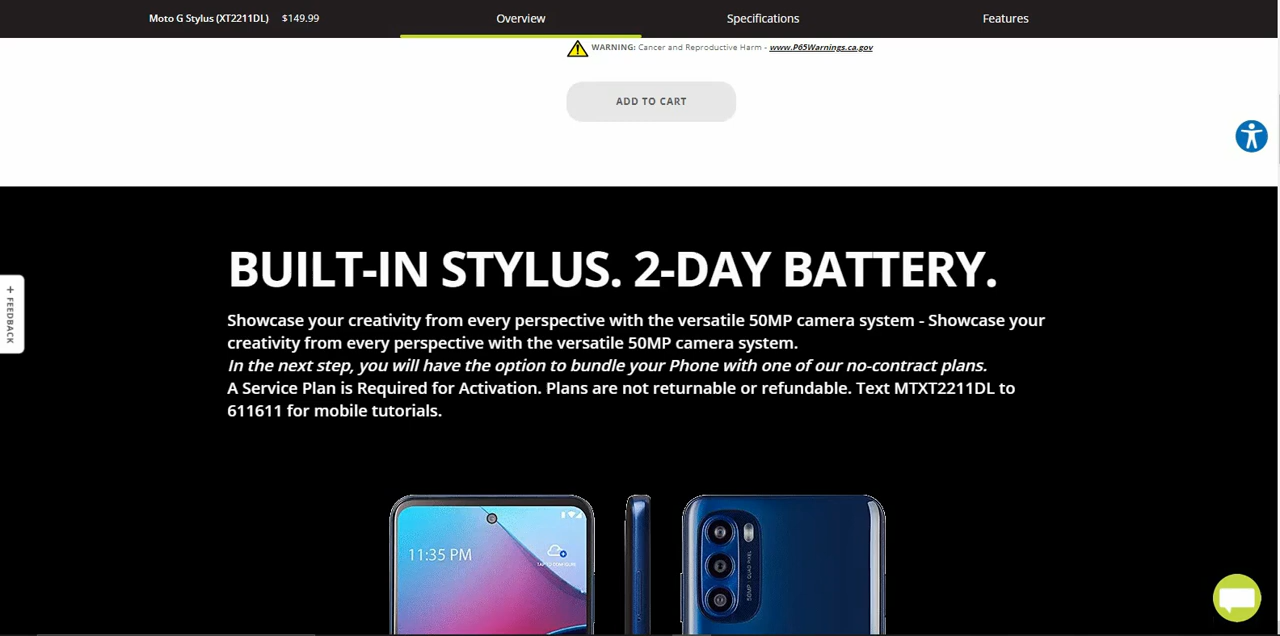 Moto G Stylus (XT2211DL) $149.99 Overview Specifications Features
WARNING: Cancer and Reproductive Harm - www.P65Warnings.ca.gov
ADD TO CART
+ FEEDBACK
BUILT-IN STYLUS. 2-DAY BATTERY.
Showcase your creativity from every perspective with the versatile 50MP camera system - Showcase your
creativity from every perspective with the versatile 50MP camera system.
In the next step, you will have the option to bundle your Phone with one of our no-contract plans.
A Service Plan is Required for Activation. Plans are not returnable or refundable. Text MTXT2211DL to
611611 for mobile tutorials.
11:35 PM
50MP - QUAD PIXEL